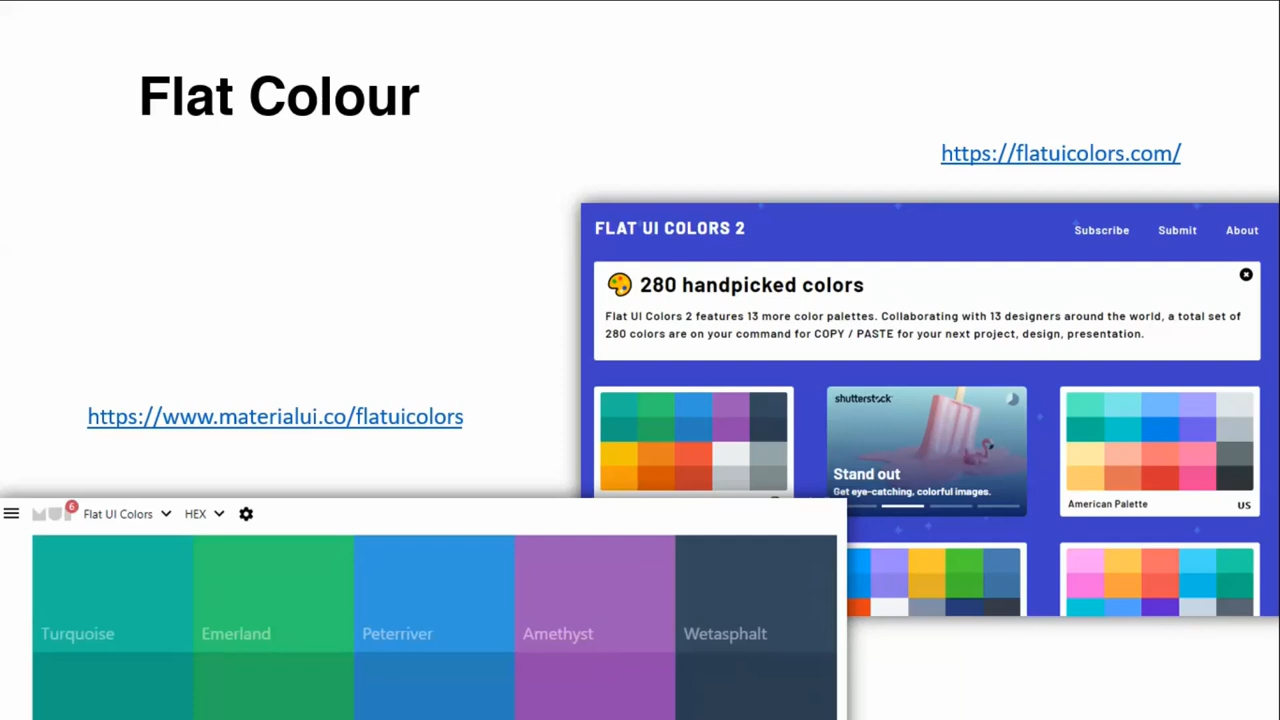 Flat Colour
https://flatuicolors.com/
FLAT UI COLORS 2
Subscribe
Submit
About
280 handpicked colors
Flat UI Colors 2 features 13 more color palettes. Collaborating with 13 designers around the world, a total set of
280 colors are on your command for COPY / PASTE for your next project, design, presentation.
https://www.materialui.co/flatuicolors
shutterstock
Stand out
Get eye-catching, colorful images.
American Palette
US
MUI
6
Flat UI Colors
HEX
Turquoise
Emerland
Peterriver
Amethyst
Wetasphalt